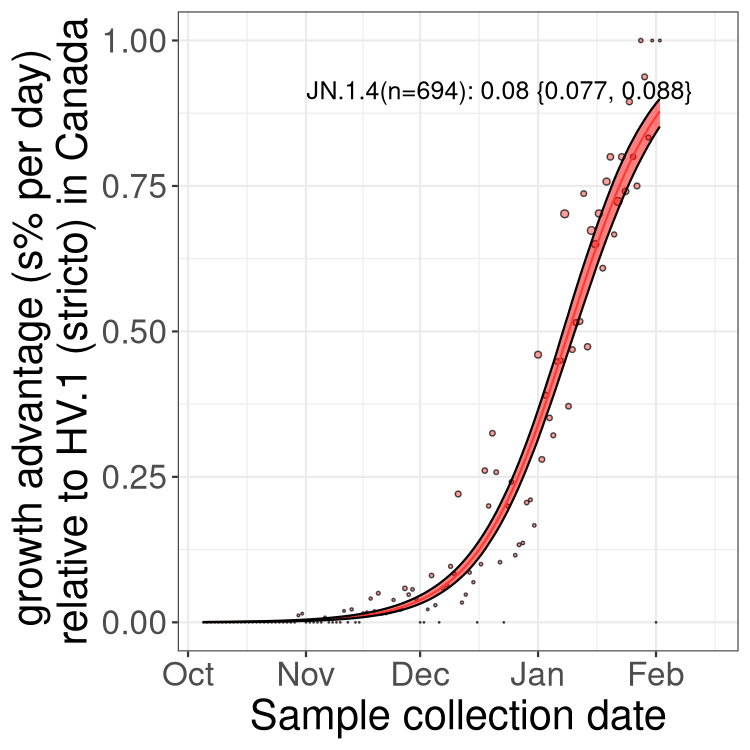 growth advantage (s% per day)
relative to HV.1 (stricto) in Canada
1.00
0.75
0.50
0.25
0.00
JN.1.4(n=694): 0.08 {0.077, 0.088}
Oct Nov Dec Jan Feb
Sample collection date